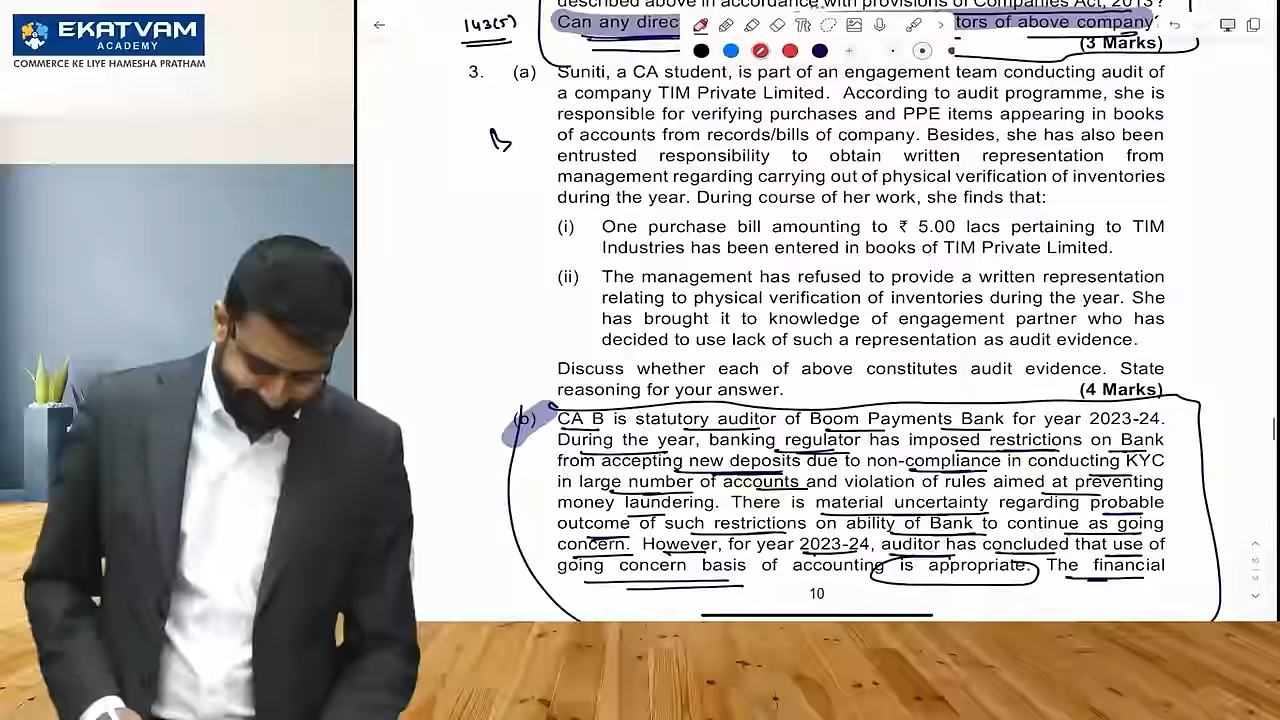 EKATVAM
ACADEMY
COMMERCE KE LIYE HAMESHA PRATHAM
described above in accordance with provisions of Companies Act, 2013?
143(5)
Can any direc tors of above company?
(3 Marks)
3. (a) Suniti, a CA student, is part of an engagement team conducting audit of
a company TIM Private Limited. According to audit programme, she is
responsible for verifying purchases and PPE items appearing in books
of accounts from records/bills of company. Besides, she has also been
entrusted responsibility to obtain written representation from
management regarding carrying out of physical verification of inventories
during the year. During course of her work, she finds that:
(i) One purchase bill amounting to ₹ 5.00 lacs pertaining to TIM
Industries has been entered in books of TIM Private Limited.
(ii) The management has refused to provide a written representation
relating to physical verification of inventories during the year. She
has brought it to knowledge of engagement partner who has
decided to use lack of such a representation as audit evidence.
Discuss whether each of above constitutes audit evidence. State
reasoning for your answer. (4 Marks)
(b) CA B is statutory auditor of Boom Payments Bank for year 2023-24.
During the year, banking regulator has imposed restrictions on Bank
from accepting new deposits due to non-compliance in conducting KYC
in large number of accounts and violation of rules aimed at preventing
money laundering. There is material uncertainty regarding probable
outcome of such restrictions on ability of Bank to continue as going
concern. However, for year 2023-24, auditor has concluded that use of
going concern basis of accounting is appropriate. The financial
10